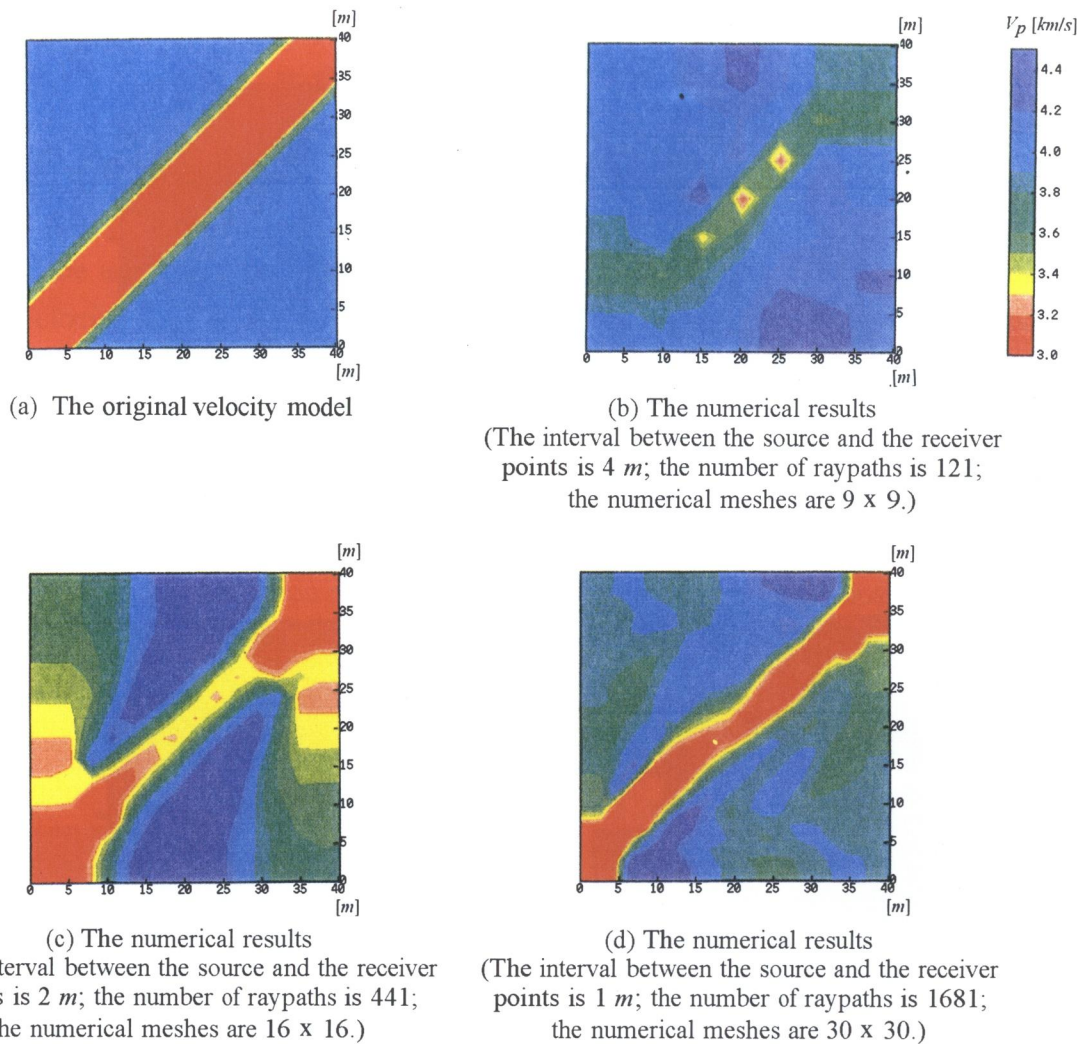 [m]
40
35
30
25
20
15
10
5
0
0 5 10 15 20 25 30 35 40
[m]
(a) The original velocity model
[m]
40
35
30
25
20
15
10
5
0
0 5 10 15 20 25 30 35 40
[m]
(b) The numerical results
(The interval between the source and the receiver
points is 4 m; the number of raypaths is 121;
the numerical meshes are 9 x 9.)
Vp [km/s]
4.4
4.2
4.0
3.8
3.6
3.4
3.2
3.0
[m]
40
35
30
25
20
15
10
5
0
0 5 10 15 20 25 30 35 40
[m]
(c) The numerical results
terval between the source and the receiver
s is 2 m; the number of raypaths is 441;
he numerical meshes are 16 x 16.)
[m]
40
35
30
25
20
15
10
5
0
0 5 10 15 20 25 30 35 40
[m]
(d) The numerical results
(The interval between the source and the receiver
points is 1 m; the number of raypaths is 1681;
the numerical meshes are 30 x 30.)